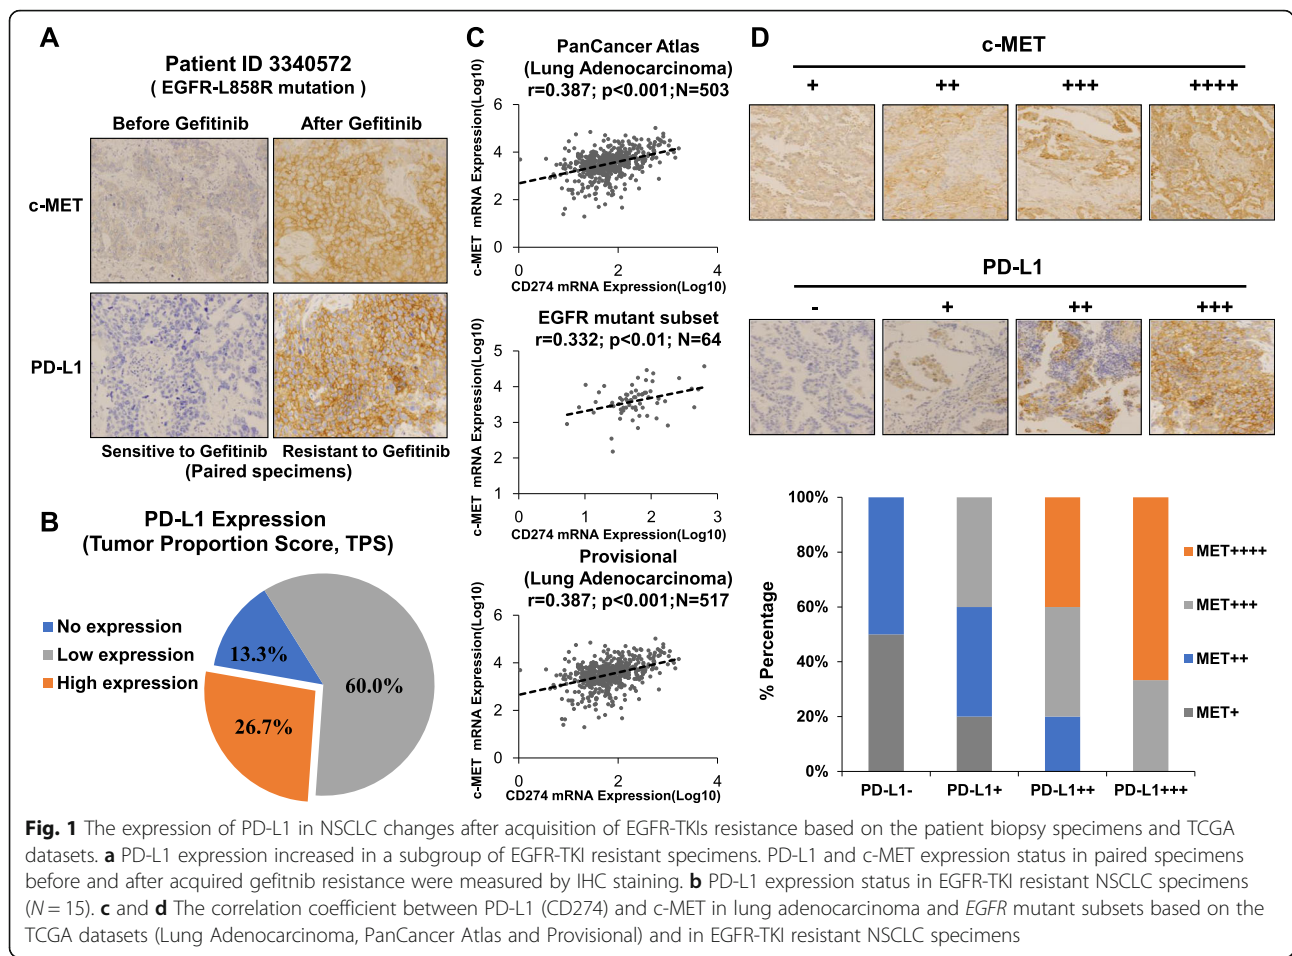 A
Patient ID 3340572
( EGFR-L858R mutation )
Before Gefitinib
After Gefitinib
c-MET
PD-L1
Sensitive to Gefitinib
Resistant to Gefitinib
(Paired specimens)
B
PD-L1 Expression
(Tumor Proportion Score, TPS)
No expression
Low expression
High expression
13.3%
60.0%
26.7%
C
PanCancer Atlas
(Lung Adenocarcinoma)
r=0.387; p<0.001;N=503
c-MET mRNA Expression(Log10)
6
4
2
0
0
2
4
CD274 mRNA Expression(Log10)
EGFR mutant subset
r=0.332; p<0.01; N=64
c-MET mRNA Expression(Log10)
5
4
3
2
1
0
1
2
3
CD274 mRNA Expression(Log10)
Provisional
(Lung Adenocarcinoma)
r=0.387; p<0.001;N=517
c-MET mRNA Expression(Log10)
6
4
2
0
0
2
4
CD274 mRNA Expression(Log10)
D
c-MET
+
++
+++
++++
PD-L1
-
+
++
+++
% Percentage
100%
80%
60%
40%
20%
0%
PD-L1-
PD-L1+
PD-L1++
PD-L1+++
MET++++
MET+++
MET++
MET+
Fig. 1 The expression of PD-L1 in NSCLC changes after acquisition of EGFR-TKIs resistance based on the patient biopsy specimens and TCGA
datasets. a PD-L1 expression increased in a subgroup of EGFR-TKI resistant specimens. PD-L1 and c-MET expression status in paired specimens
before and after acquired gefitnib resistance were measured by IHC staining. b PD-L1 expression status in EGFR-TKI resistant NSCLC specimens
(N = 15). c and d The correlation coefficient between PD-L1 (CD274) and c-MET in lung adenocarcinoma and EGFR mutant subsets based on the
TCGA datasets (Lung Adenocarcinoma, PanCancer Atlas and Provisional) and in EGFR-TKI resistant NSCLC specimens